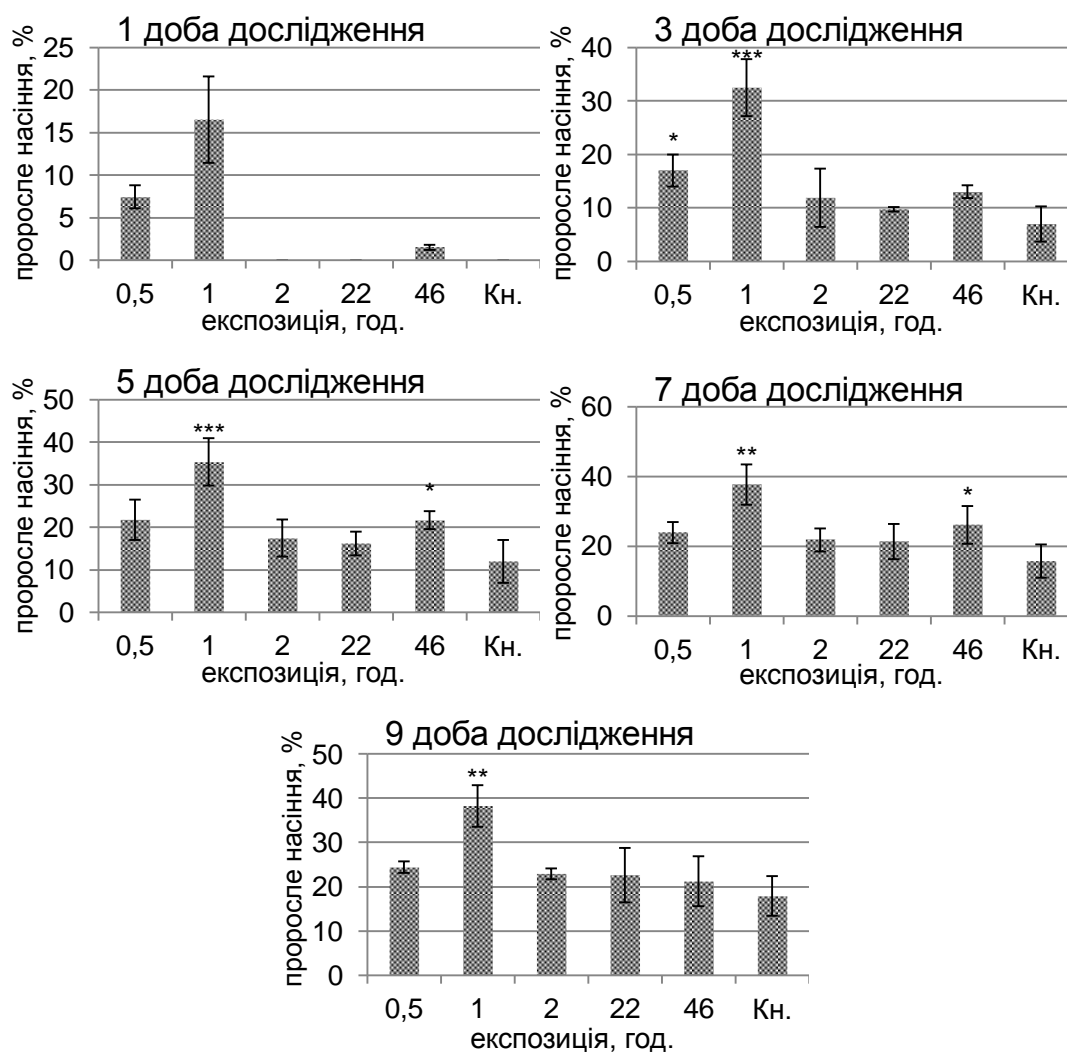 1 доба дослідження
проросле насіння, %
25
20
15
10
5
0
0,5 1 2 22 46 Кн.
експозиція, год.
3 доба дослідження
проросле насіння, %
40
***
30
20
*
10
0
0,5 1 2 22 46 Кн.
експозиція, год.
5 доба дослідження
проросле насіння, %
50
40
***
30
*
20
10
0
0,5 1 2 22 46 Кн.
експозиція, год.
7 доба дослідження
проросле насіння, %
60
**
40
*
20
0
0,5 1 2 22 46 Кн.
експозиція, год.
9 доба дослідження
проросле насіння, %
50
**
40
30
20
10
0
0,5 1 2 22 46 Кн.
експозиція, год.